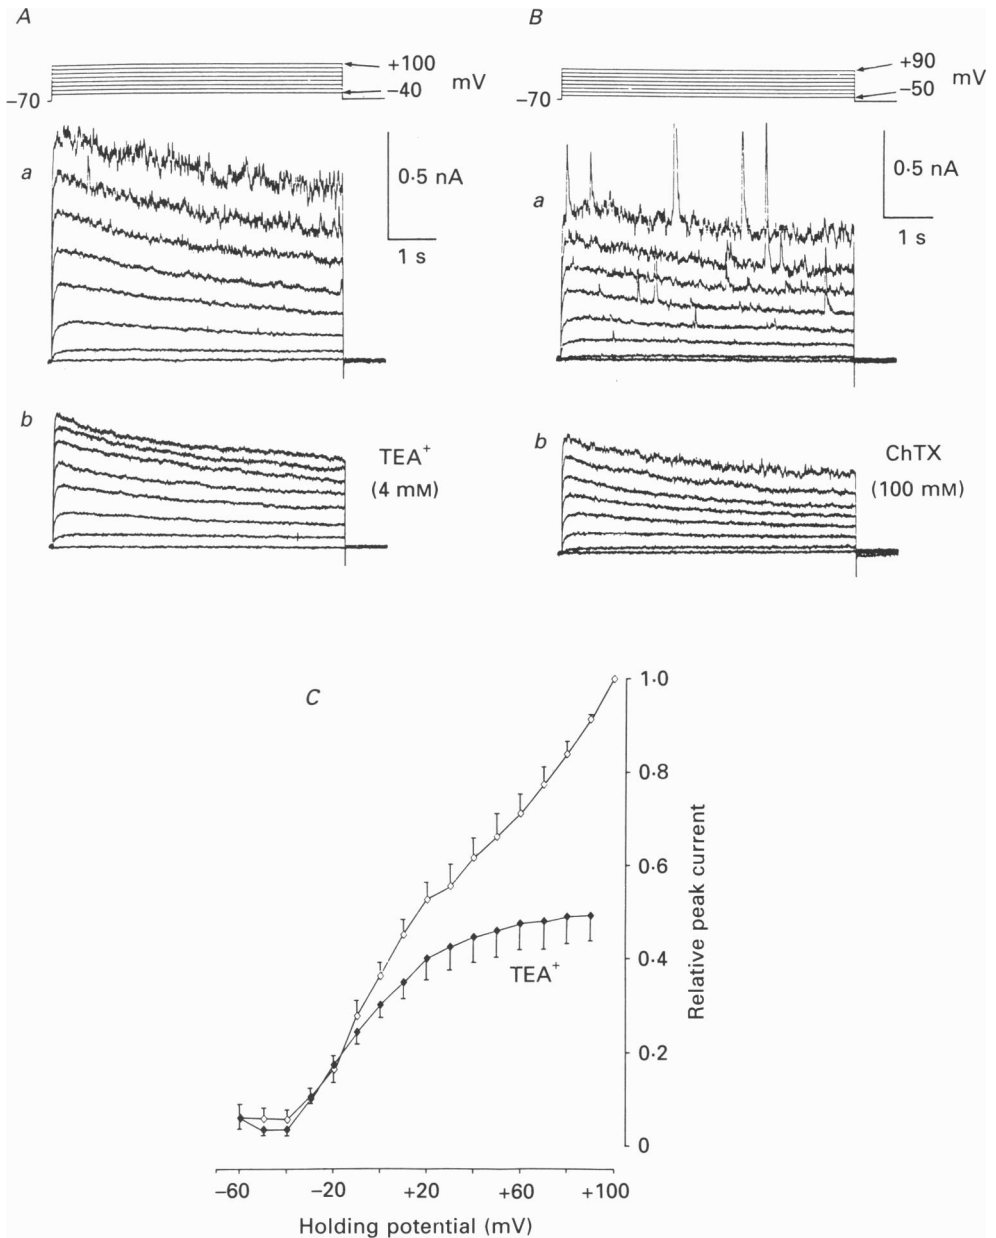 A
+100
mV
−40
−70
a
0·5 nA
1 s
b
TEA⁺
(4 mM)
B
+90
mV
−50
−70
a
0·5 nA
1 s
b
ChTX
(100 mM)
C
1·0
0·8
0·6
0·4
0·2
0
Relative peak current
TEA⁺
−60
−20
+20
+60
+100
Holding potential (mV)